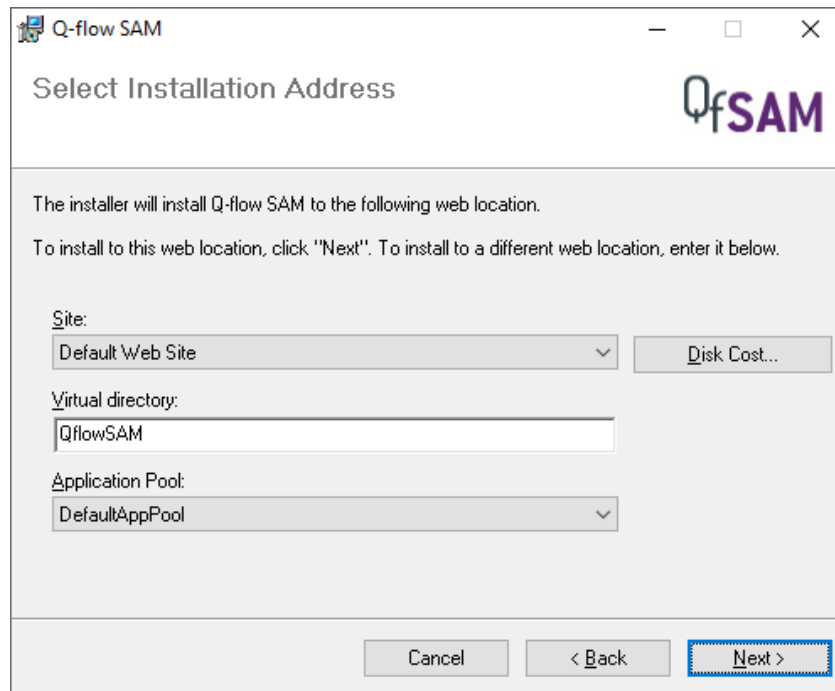 Q-flow SAM
Select Installation Address
QfSAM
The installer will install Q-flow SAM to the following web location.
To install to this web location, click "Next". To install to a different web location, enter it below.
Site:
Default Web Site
Disk Cost...
Virtual directory:
QflowSAM
Application Pool:
DefaultAppPool
Cancel
< Back
Next >